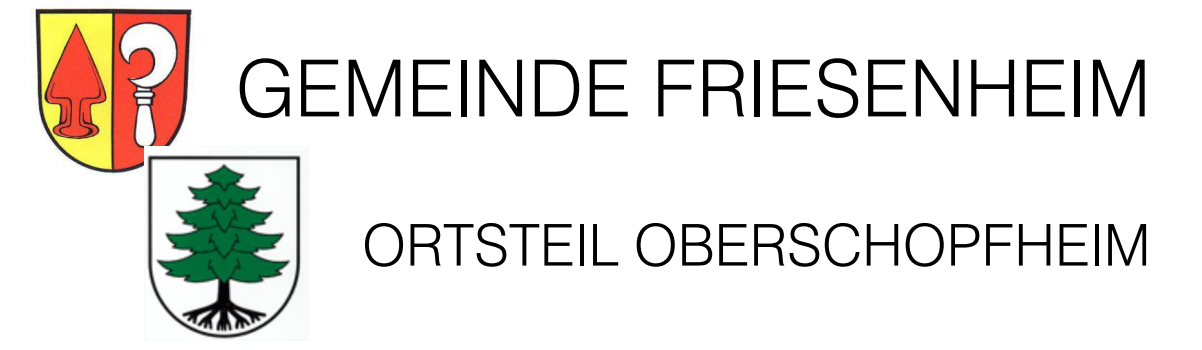 GEMEINDE FRIESENHEIM
ORTSTEIL OBERSCHOPFHEIM